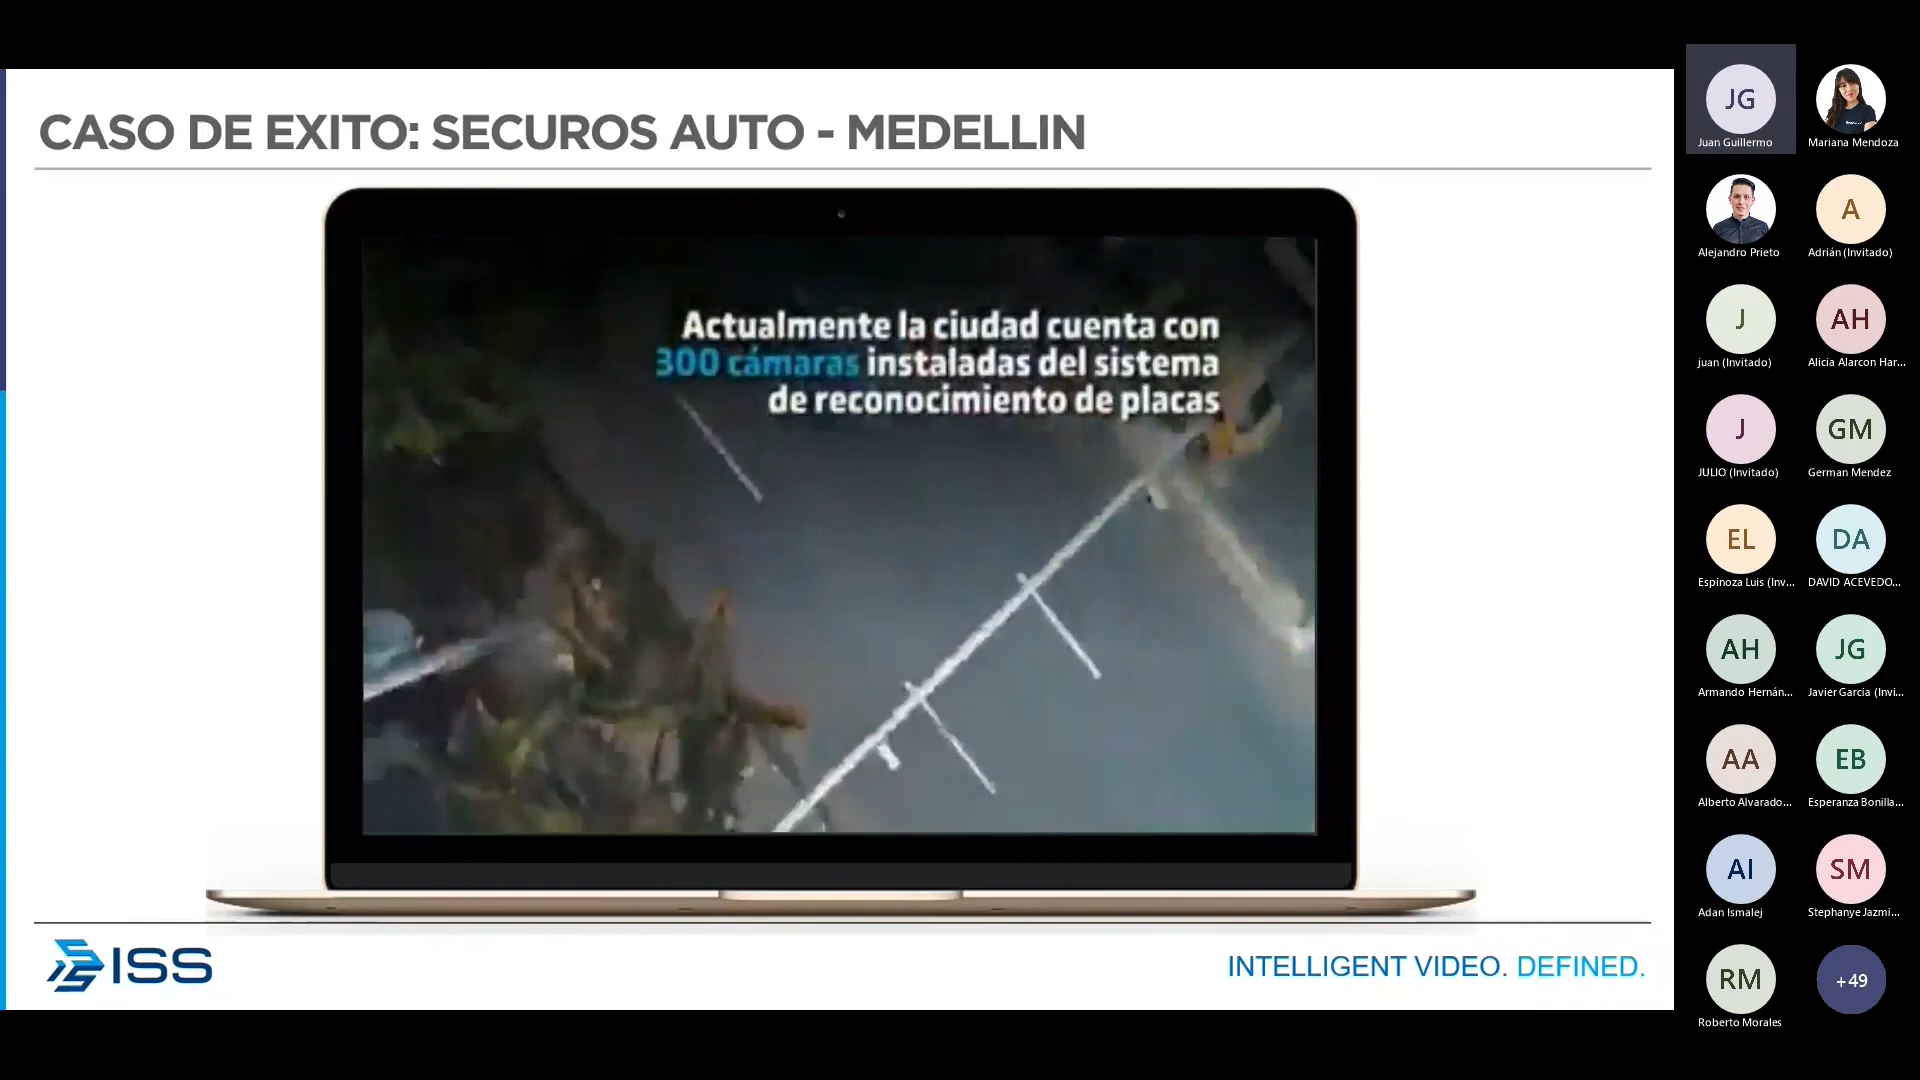 CASO DE EXITO: SECUROS AUTO - MEDELLIN
Actualmente la ciudad cuenta con
300 cámaras instaladas del sistema
de reconocimiento de placas
ISS
INTELLIGENT VIDEO. DEFINED.
JG
Juan Guillermo
Mariana Mendoza
Alejandro Prieto
A
Adrián (Invitado)
J
juan (Invitado)
AH
Alicia Alarcon Har...
J
JULIO (Invitado)
GM
German Mendez
EL
Espinoza Luis (Inv...
DA
DAVID ACEVEDO...
AH
Armando Hernán...
JG
Javier Garcia (Invi...
AA
Alberto Alvarado...
EB
Esperanza Bonilla...
AI
Adan Ismalej
SM
Stephanye Jazmi...
RM
Roberto Morales
+49